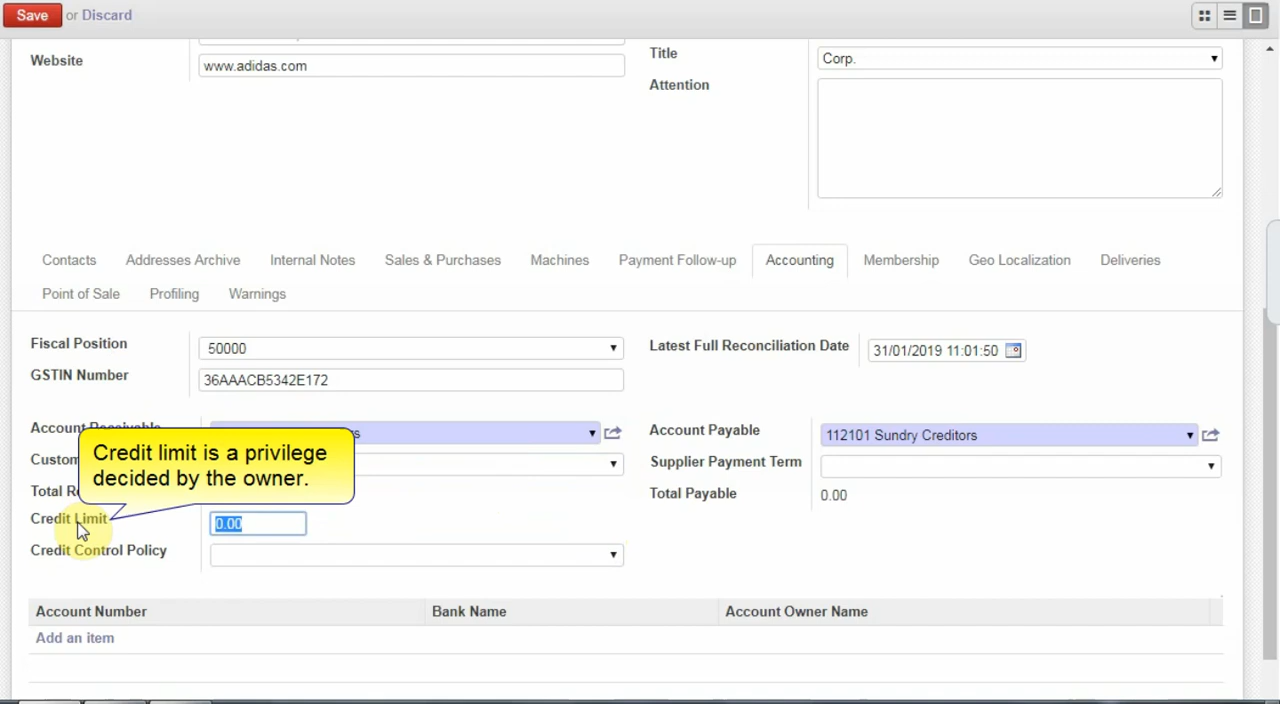 Save or Discard
Website
www.adidas.com
Title
Corp.
Attention
Contacts Addresses Archive Internal Notes Sales & Purchases Machines Payment Follow-up Accounting Membership Geo Localization Deliveries
Point of Sale Profiling Warnings
Fiscal Position 50000
Latest Full Reconciliation Date 31/01/2019 11:01:50
GSTIN Number 36AAACB5342E172
Account Receivable
Account Payable 112101 Sundry Creditors
Credit limit is a privilege
decided by the owner.
Supplier Payment Term
Total Payable 0.00
Credit Limit 0.00
Credit Control Policy
Account Number Bank Name Account Owner Name
Add an item